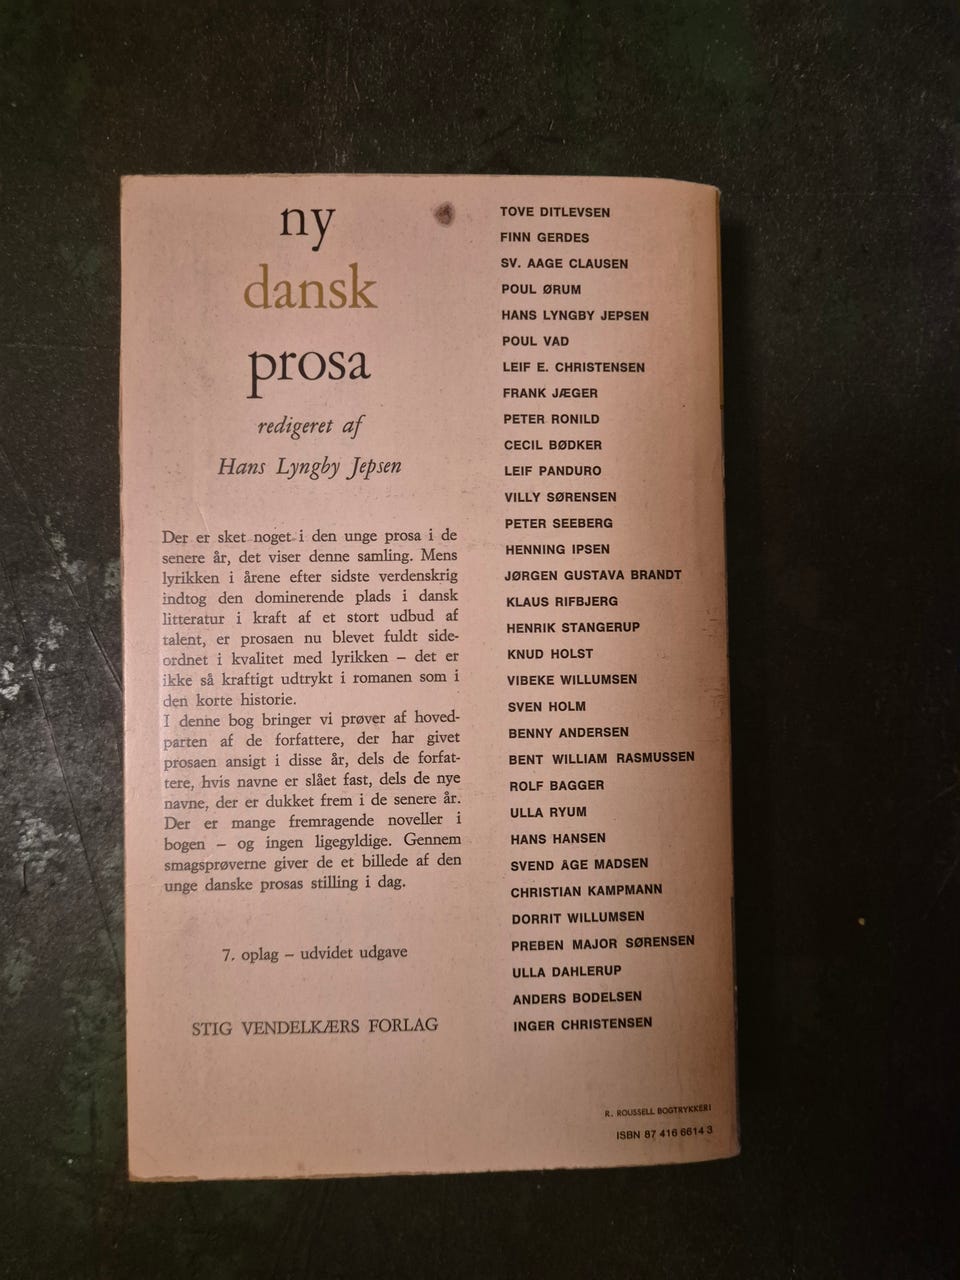 ny
dansk
prosa
redigeret af
Hans Lyngby Jepsen
Der er sket noget i den unge prosa i de
senere år, det viser denne samling. Mens
lyrikken i årene efter sidste verdenskrig
indtog den dominerende plads i dansk
litteratur i kraft af et stort udbud af
talent, er prosaen nu blevet fuldt side-
ordnet i kvalitet med lyrikken – det er
ikke så kraftigt udtrykt i romanen som i
den korte historie.
I denne bog bringer vi prøver af hoved-
parten af de forfattere, der har givet
prosaen ansigt i disse år, dels de forfat-
tere, hvis navne er slået fast, dels de nye
navne, der er dukket frem i de senere år.
Der er mange fremragende noveller i
bogen – og ingen ligegyldige. Gennem
smagsprøverne giver de et billede af den
unge danske prosas stilling i dag.
7. oplag – udvidet udgave
STIG VENDELKÆRS FORLAG
TOVE DITLEVSEN
FINN GERDES
SV. AAGE CLAUSEN
POUL ØRUM
HANS LYNGBY JEPSEN
POUL VAD
LEIF E. CHRISTENSEN
FRANK JÆGER
PETER RONILD
CECIL BØDKER
LEIF PANDURO
VILLY SØRENSEN
PETER SEEBERG
HENNING IPSEN
JØRGEN GUSTAVA BRANDT
KLAUS RIFBJERG
HENRIK STANGERUP
KNUD HOLST
VIBEKE WILLUMSEN
SVEN HOLM
BENNY ANDERSEN
BENT WILLIAM RASMUSSEN
ROLF BAGGER
ULLA RYUM
HANS HANSEN
SVEND ÅGE MADSEN
CHRISTIAN KAMPMANN
DORRIT WILLUMSEN
PREBEN MAJOR SØRENSEN
ULLA DAHLERUP
ANDERS BODELSEN
INGER CHRISTENSEN
R. ROUSSELL BOGTRYKKERI
ISBN 87 416 6614 3